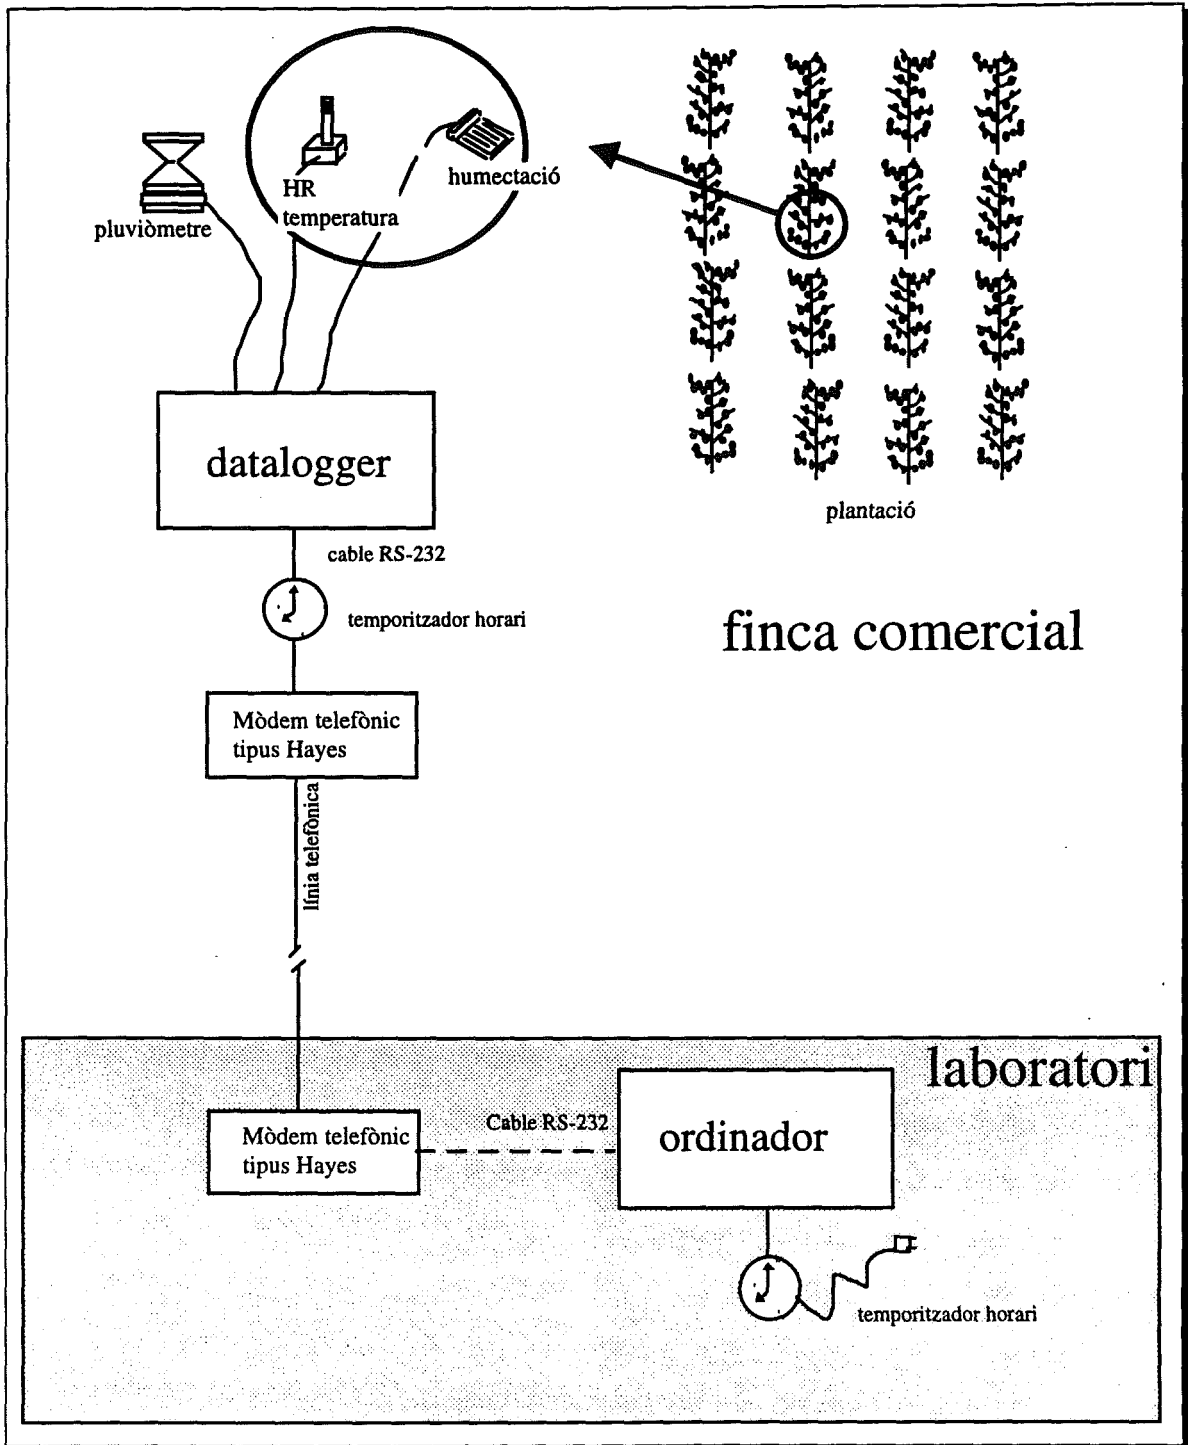 HR
temperatura
humectació
pluviòmetre
datalogger
plantació
cable RS-232
temporitzador horari
finca comercial
Mòdem telefònic
tipus Hayes
línia telefònica
laboratori
Mòdem telefònic
tipus Hayes
Cable RS-232
ordinador
temporitzador horari